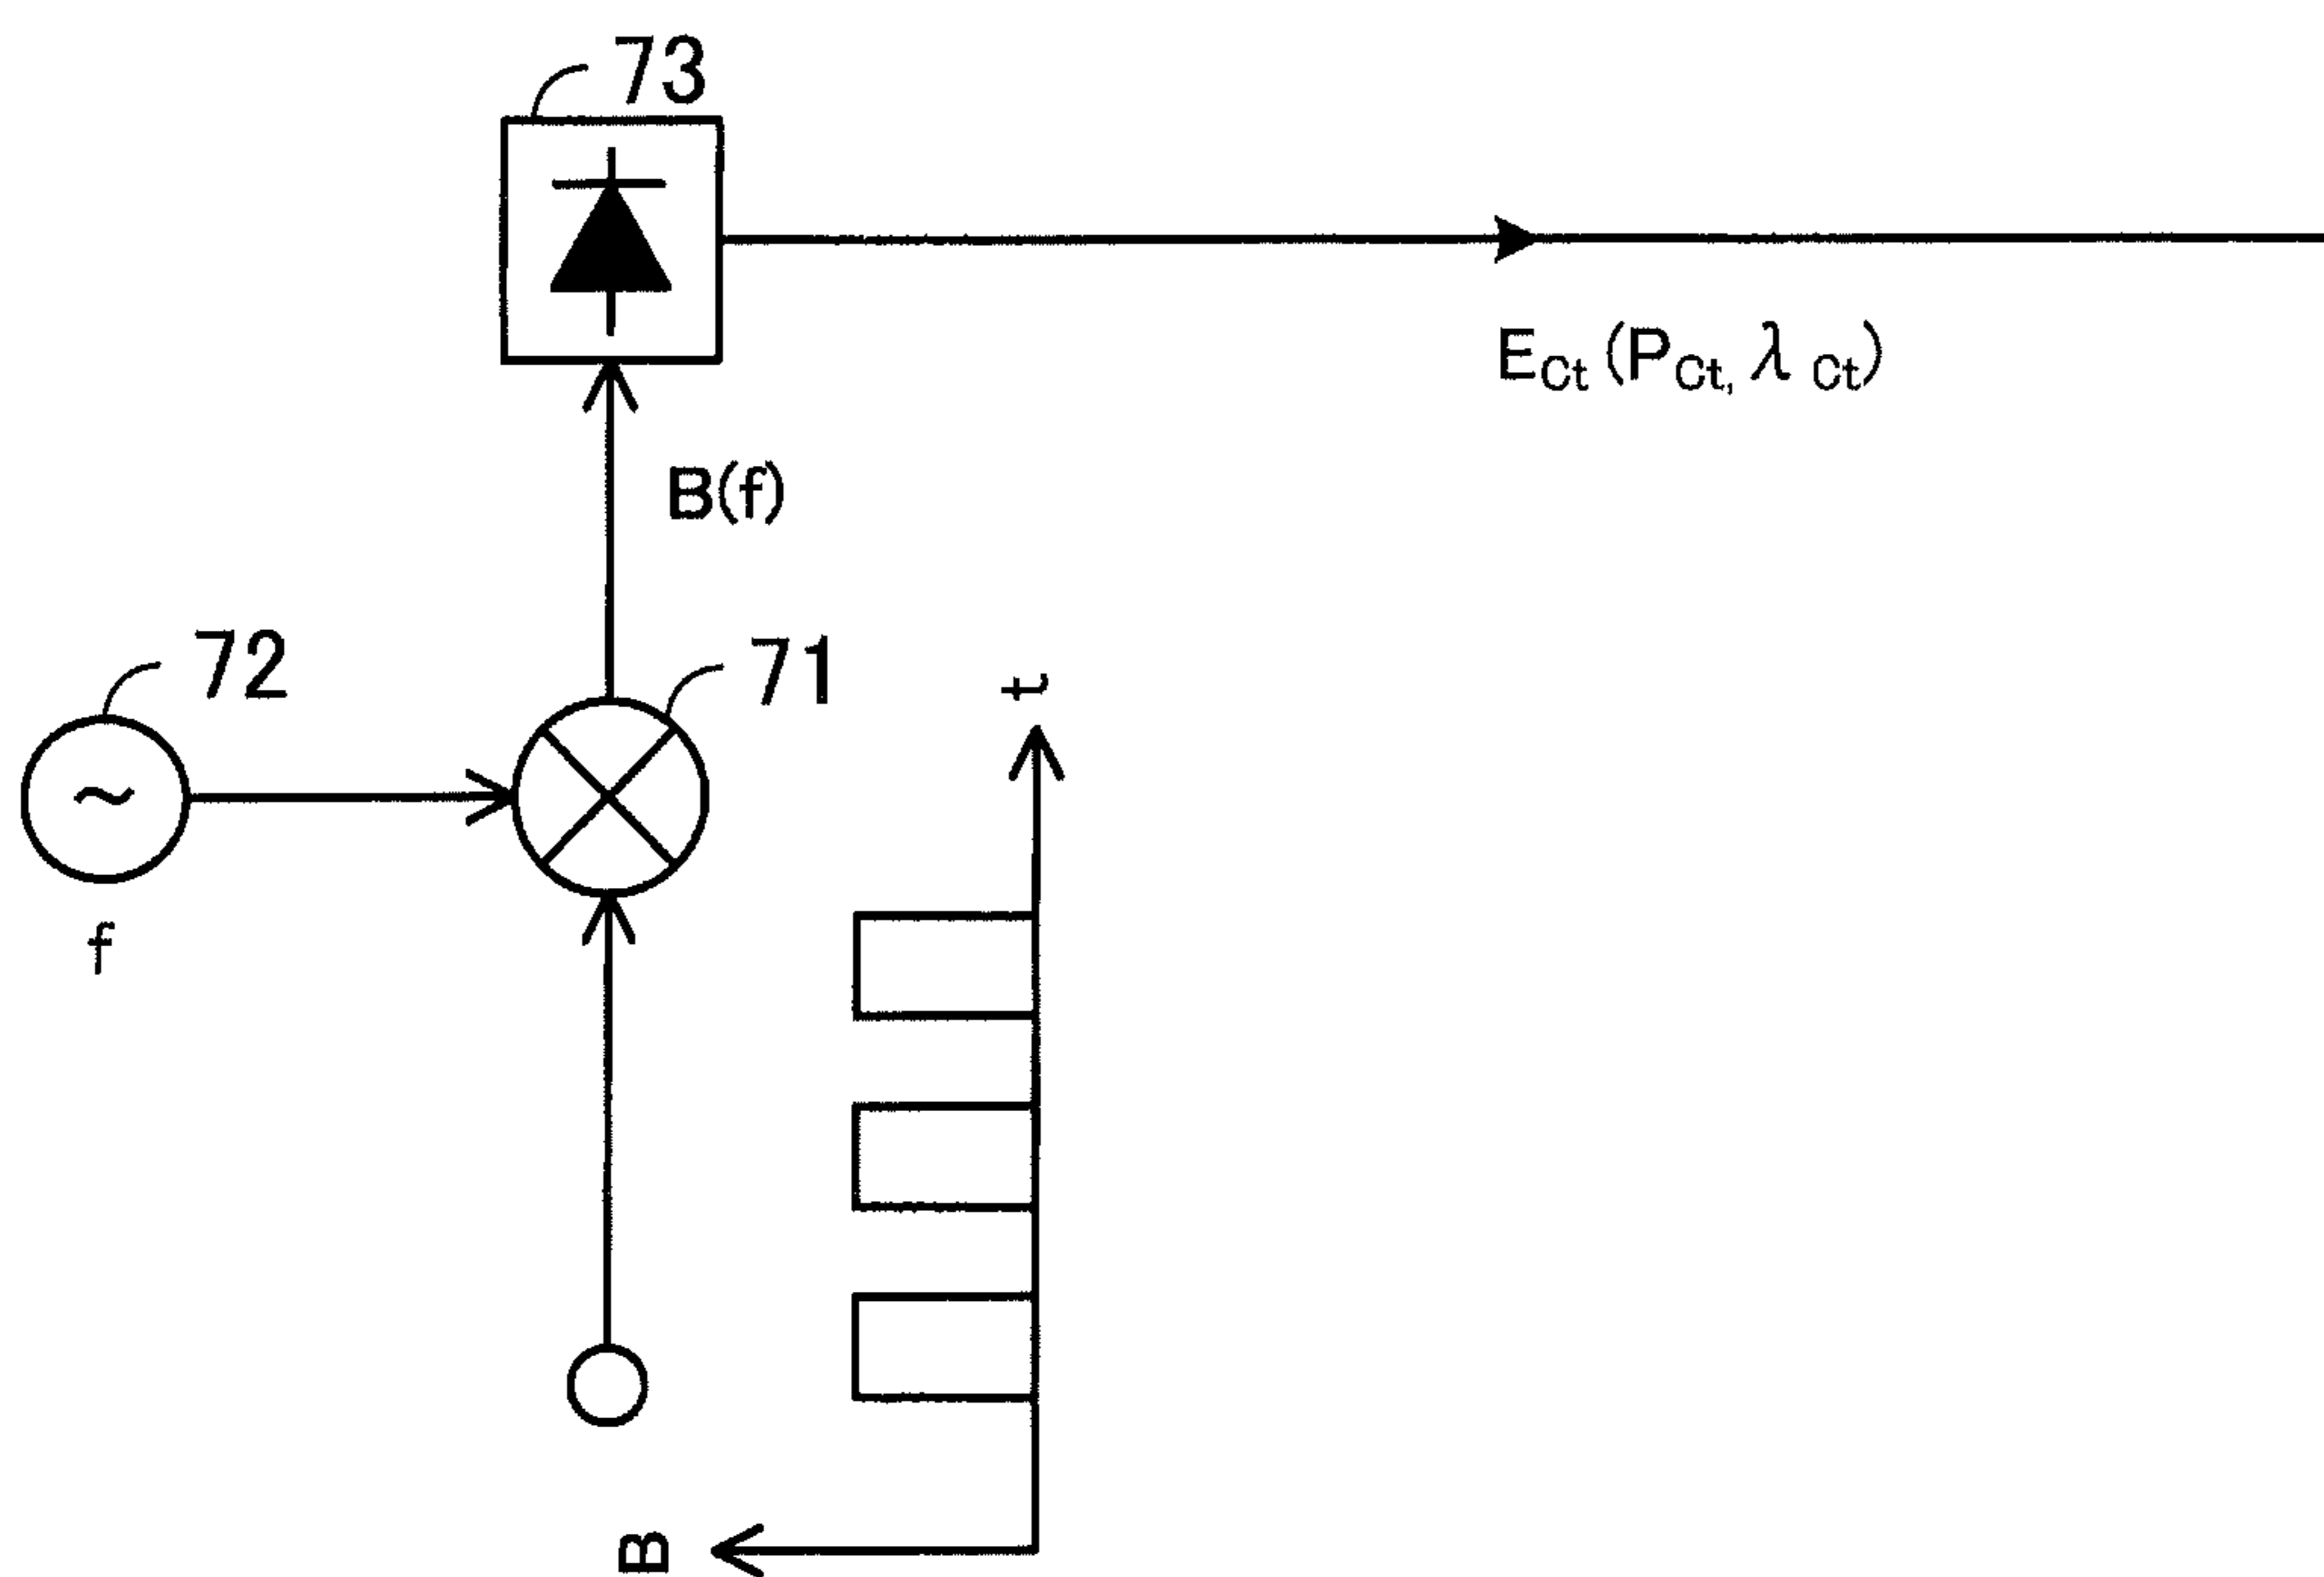 73
E_Ct (P_Ct, λ_Ct)
B(f)
72
71
t
~
f
B